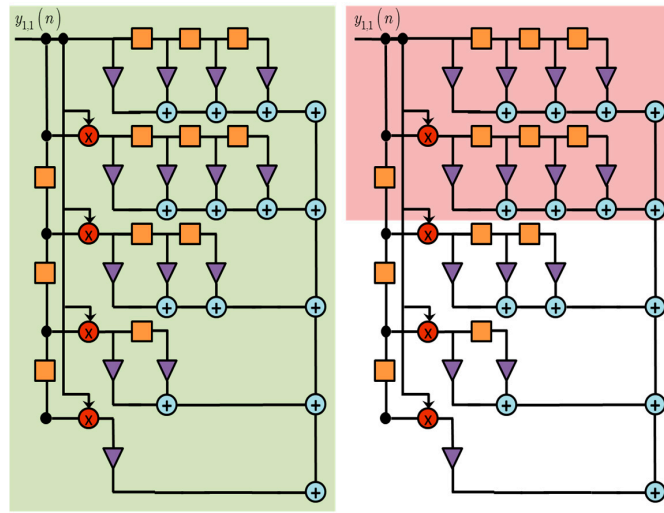 y₁,₁(n) y₁,₁(n)
+ + + +
+ + + +
X X
+ + + +
+ + + +
X X
+ + + +
X X
+ + + +
X X
+ +